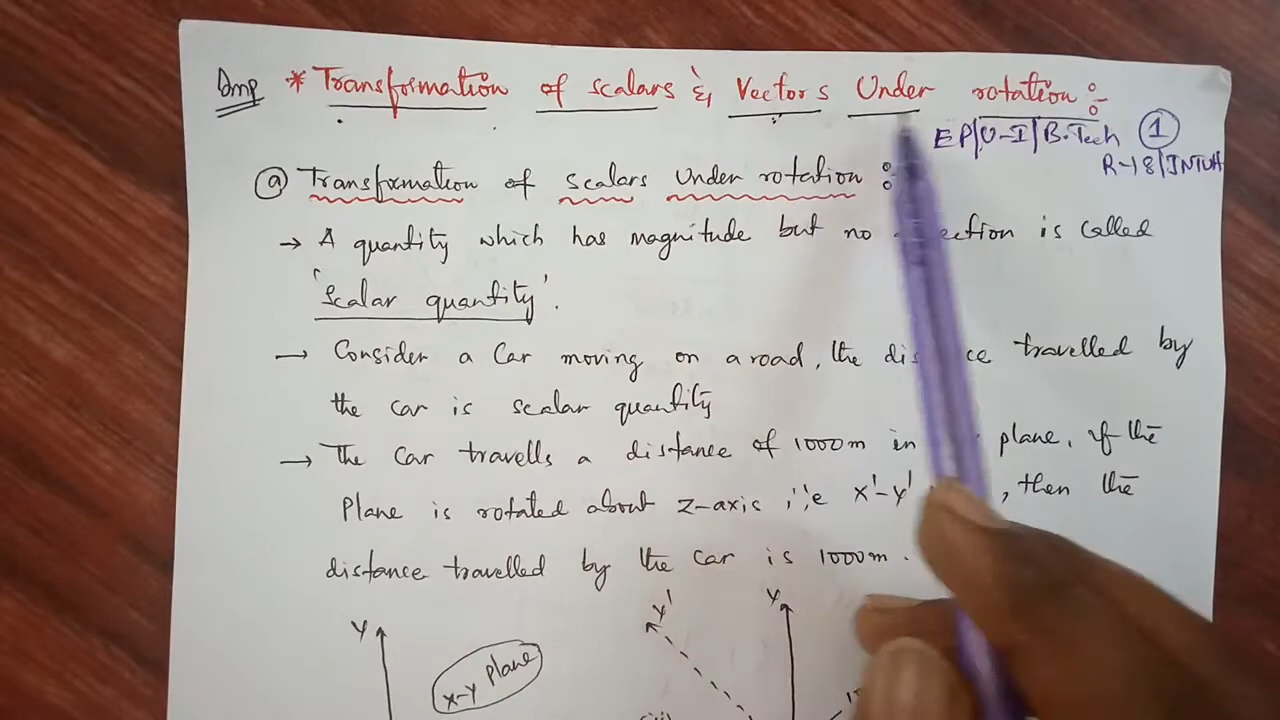 Imp * Transformation of scalars & Vectors Under rotation :-
EP/U-I/B.Tech ①
R-18/JNTUH
ⓐ Transformation of scalars Under rotation :
→ A quantity which has magnitude but no is called
'Scalar quantity'.
→ Consider a Car moving on a road, the travelled by
the car is scalar quantity
→ The Car travells a distance of 1000m in plane, if the
Plane is rotated about z-axis i,'e x'-y' , then the
distance travelled by the car is 1000m.
Y
x-y plane
Y'
Y